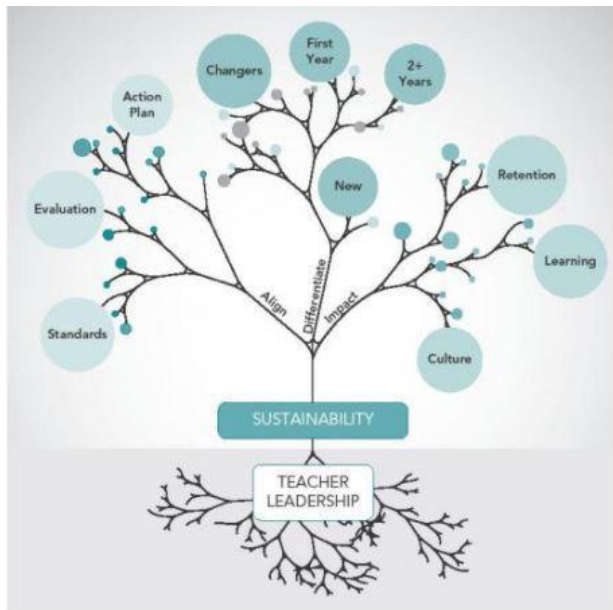 First
Year
2+
Years
Changers
Action
Plan
New
Retention
Evaluation
Learning
Standards
Culture
Align
Differentiate
Impact
SUSTAINABILITY
TEACHER
LEADERSHIP